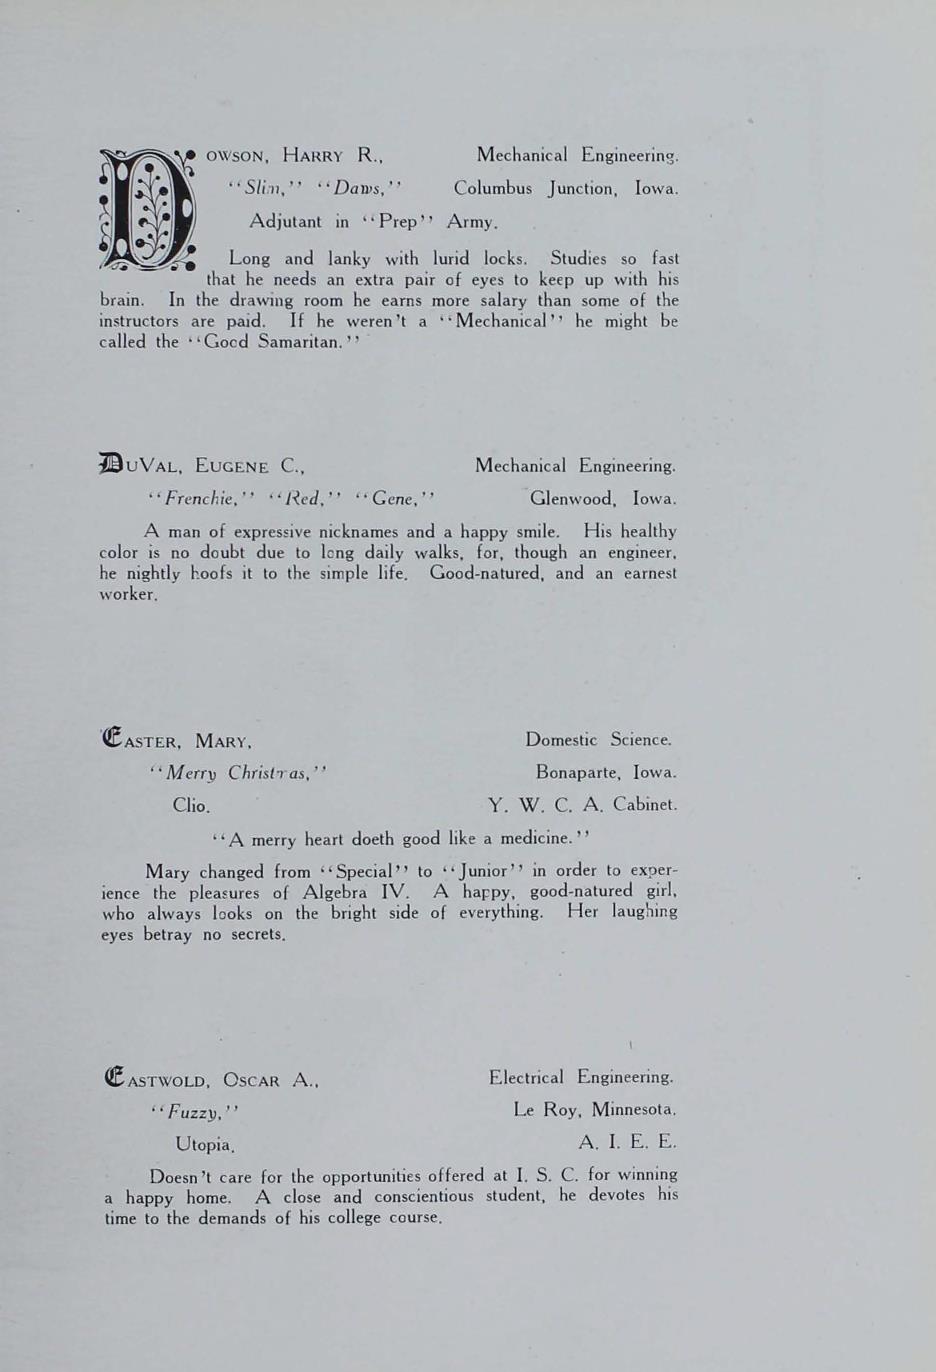 DOWSON, HARRY R., Mechanical Engineering.
"Slim," "Daws," Columbus Junction, Iowa.
Adjutant in "Prep" Army.
Long and lanky with lurid locks. Studies so fast
that he needs an extra pair of eyes to keep up with his
brain. In the drawing room he earns more salary than some of the
instructors are paid. If he weren't a "Mechanical" he might be
called the "Good Samaritan."
DUVAL, EUGENE C., Mechanical Engineering.
"Frenchie," "Red," "Gene," Glenwood, Iowa.
A man of expressive nicknames and a happy smile. His healthy
color is no doubt due to long daily walks, for, though an engineer,
he nightly hoofs it to the simple life. Good-natured, and an earnest
worker.
EASTER, MARY, Domestic Science.
"Merry Christmas," Bonaparte, Iowa.
Clio. Y. W. C. A. Cabinet.
"A merry heart doeth good like a medicine."
Mary changed from "Special" to "Junior" in order to exper-
ience the pleasures of Algebra IV. A happy, good-natured girl,
who always looks on the bright side of everything. Her laughing
eyes betray no secrets.
EASTWOLD, OSCAR A., Electrical Engineering.
"Fuzzy," Le Roy, Minnesota.
Utopia. A. I. E. E.
Doesn't care for the opportunities offered at I. S. C. for winning
a happy home. A close and conscientious student, he devotes his
time to the demands of his college course.